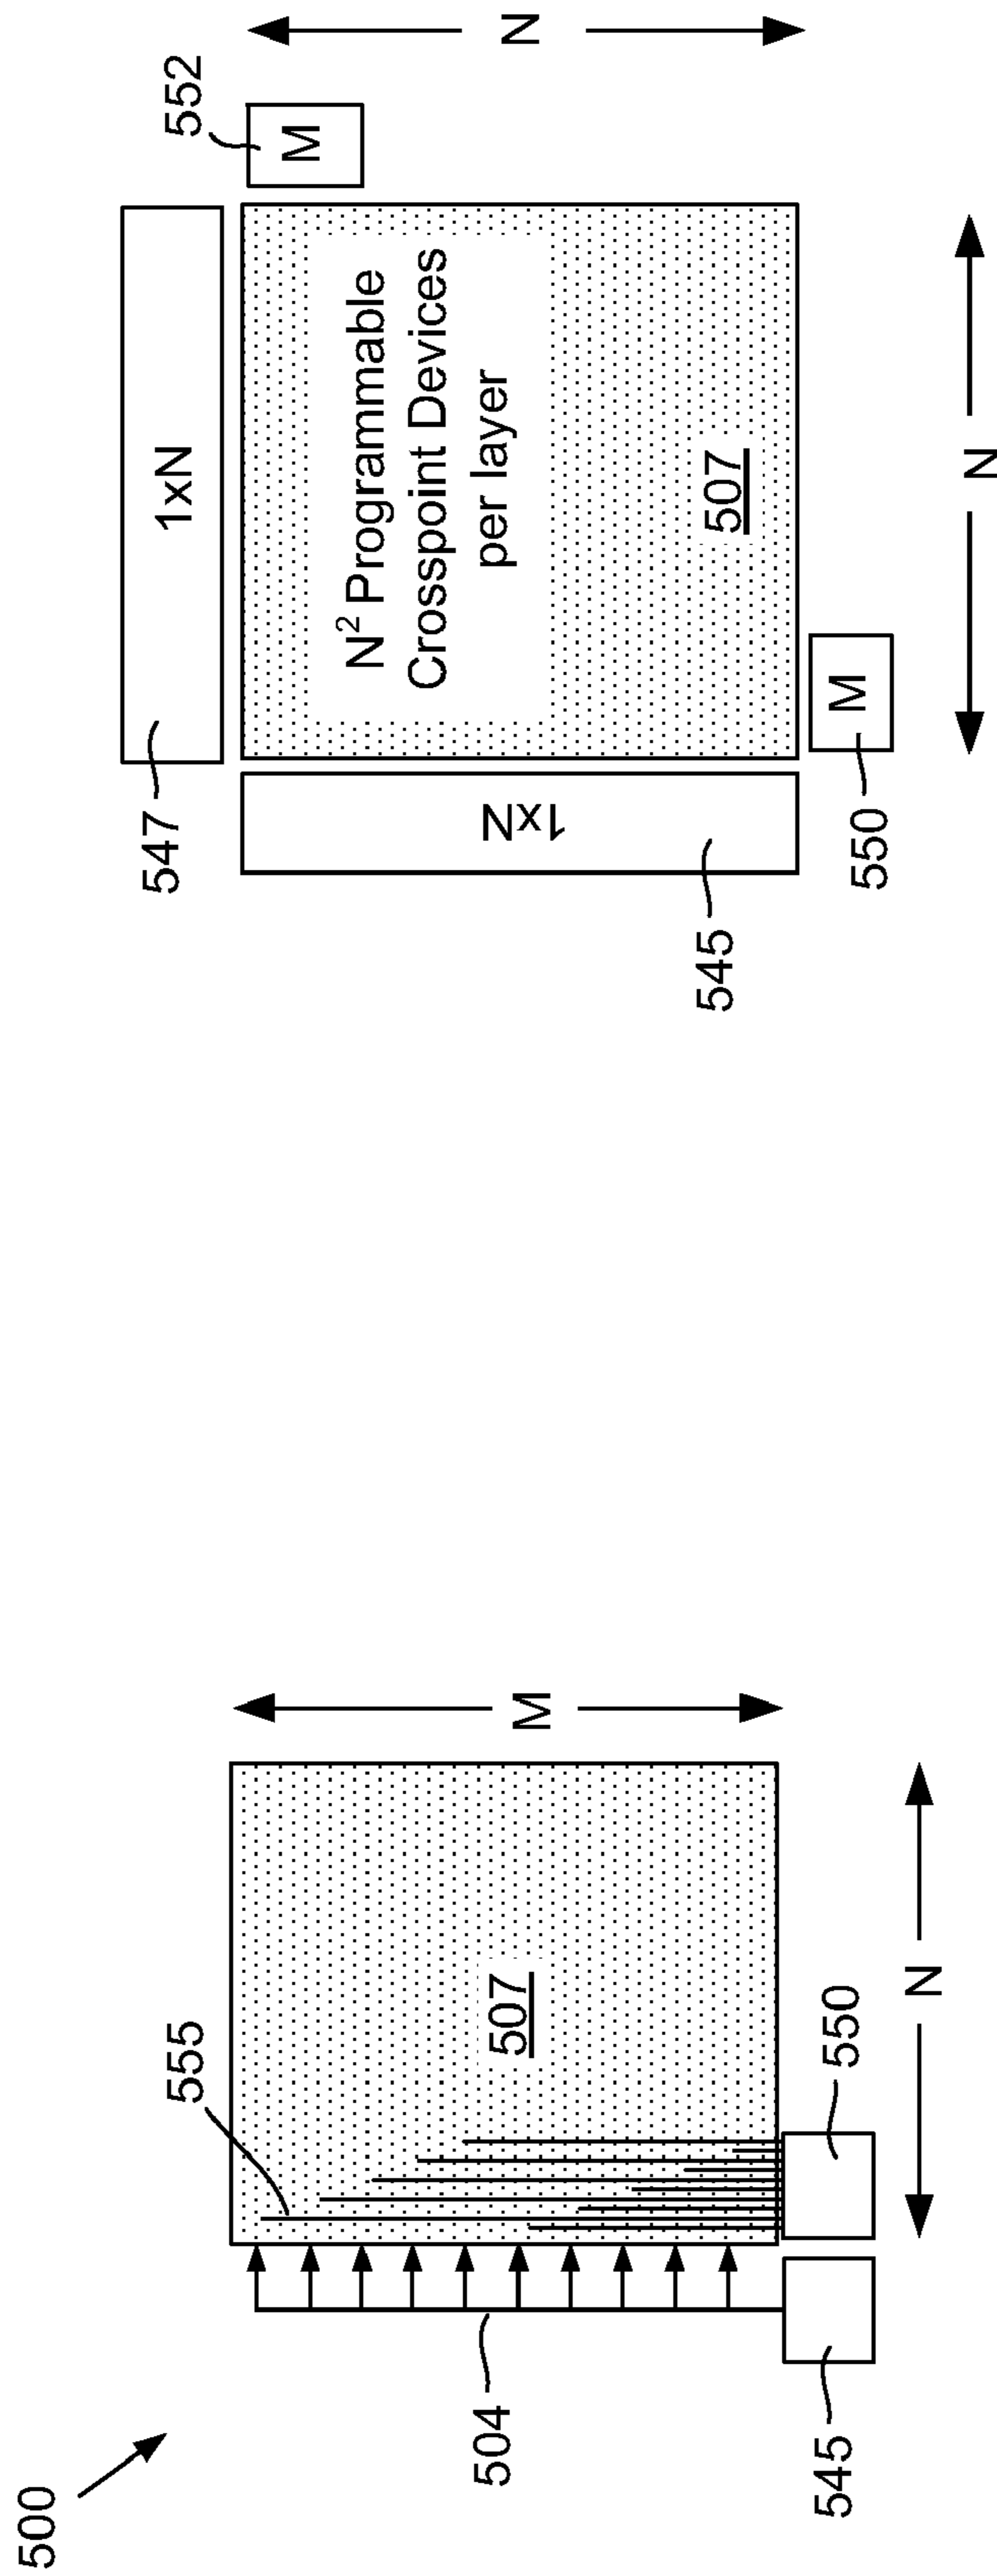 500
555
504
507
M
545
550
N
547
1xN
552
M
N² Programmable
Crosspoint Devices
per layer
1xN
N
545
507
550
M
N